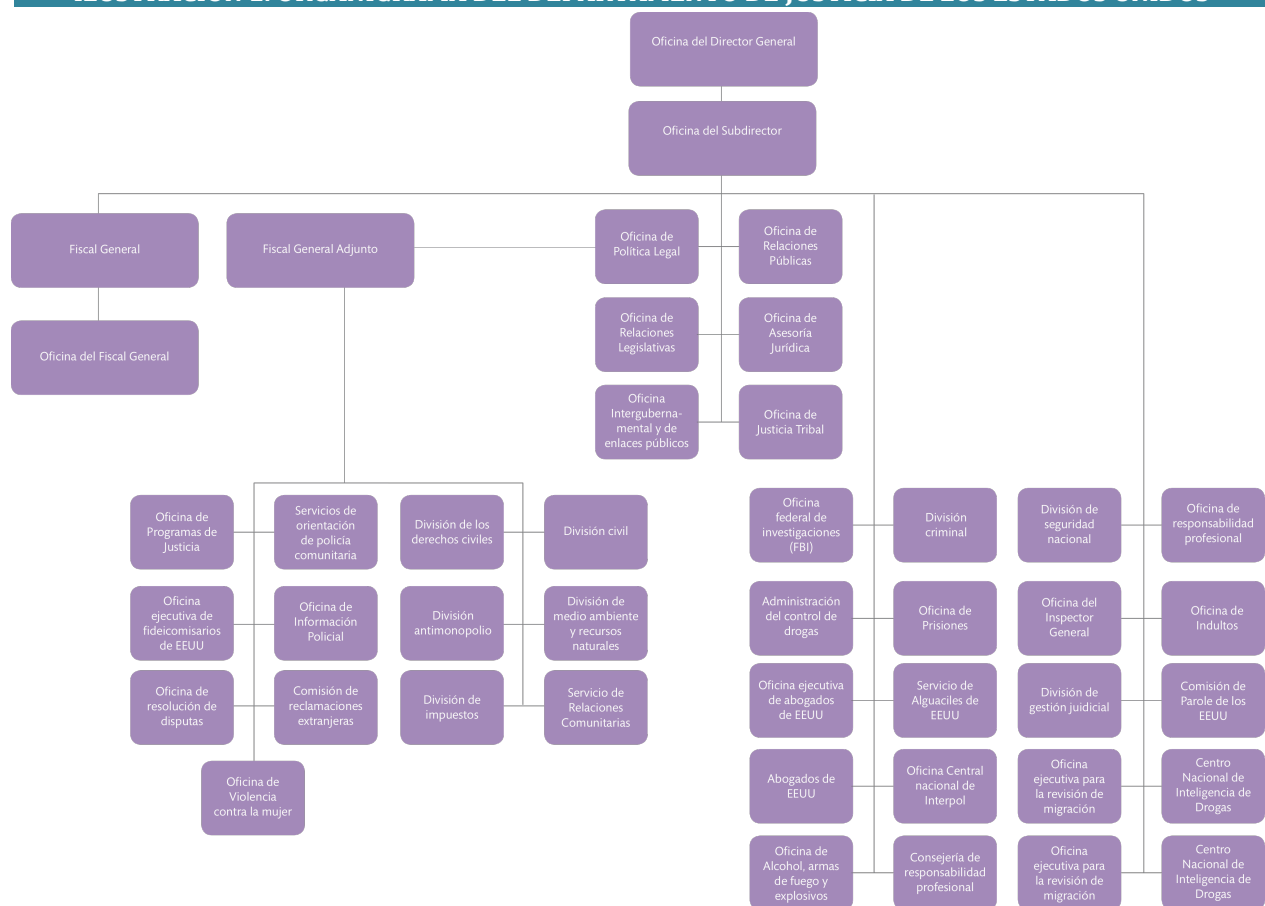 Oficina del Director General
Oficina del Subdirector
Fiscal General
Fiscal General Adjunto
Oficina de
Política Legal
Oficina de
Relaciones
Públicas
Oficina del Fiscal General
Oficina de
Relaciones
Legislativas
Oficina de
Asesoría
Jurídica
Oficina
Interguberna-
mental y de
enlaces públicos
Oficina de
Justicia Tribal
Oficina de
Programas de
Justicia
Servicios de
orientación
de policía
comunitaria
División de los
derechos civiles
División civil
Oficina
ejecutiva de
fideicomisarios
de EEUU
Oficina de
Información
Policial
División
antimonopolio
División de
medio ambiente
y recursos
naturales
Oficina de
resolución de
disputas
Comisión de
reclamaciones
extranjeras
División de
impuestos
Servicio de
Relaciones
Comunitarias
Oficina de
Violencia
contra la mujer
Oficina
federal de
investigaciones
(FBI)
División
criminal
División de
seguridad
nacional
Oficina de
responsabilidad
profesional
Administración
del control de
drogas
Oficina de
Prisiones
Oficina del
Inspector
General
Oficina de
Indultos
Oficina ejecutiva
de abogados
de EEUU
Servicio de
Alguaciles de
EEUU
División de
gestión juidicial
Comisión de
Parole de los
EEUU
Abogados de
EEUU
Oficina Central
nacional de
Interpol
Oficina
ejecutiva para
la revisión de
migración
Centro
Nacional de
Inteligencia de
Drogas
Oficina de
Alcohol, armas
de fuego y
explosivos
Consejería de
responsabilidad
profesional
Oficina
ejecutiva para
la revisión de
migración
Centro
Nacional de
Inteligencia de
Drogas